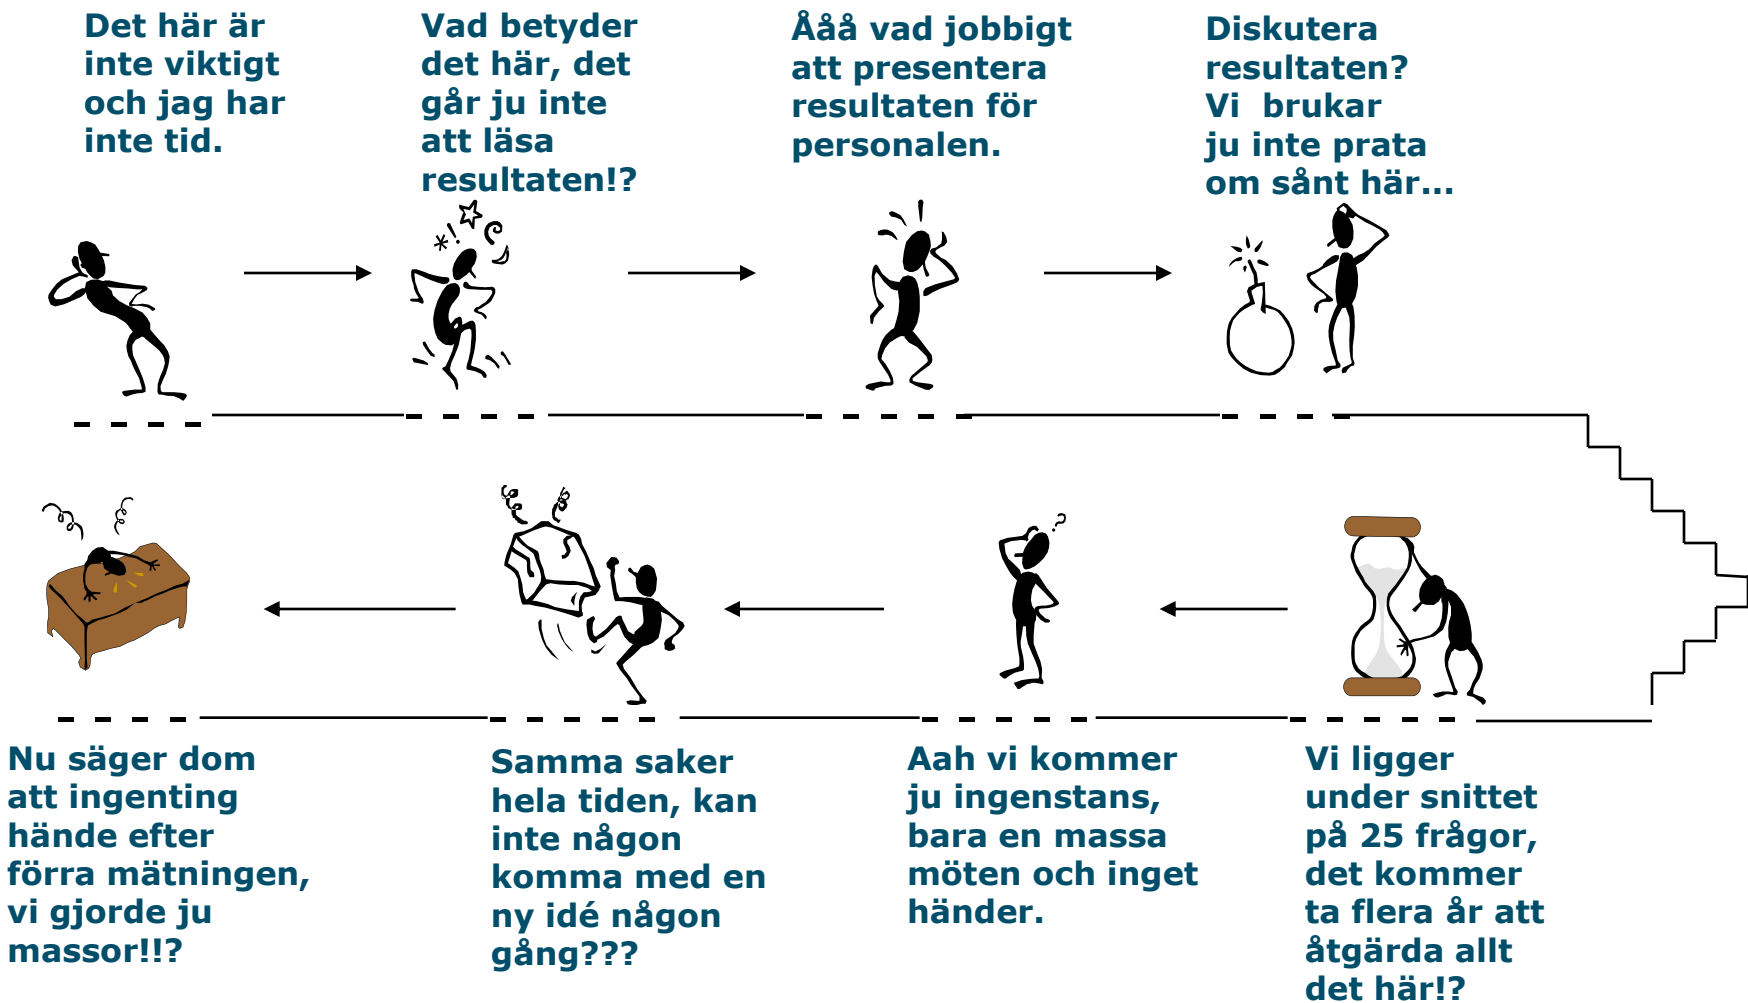 Det här är
inte viktigt
och jag har
inte tid.
Vad betyder
det här, det
går ju inte
att läsa
resultaten!?
Ååå vad jobbigt
att presentera
resultaten för
personalen.
Diskutera
resultaten?
Vi  brukar
ju inte prata
om sånt här...
*!
?
Vi ligger
under snittet
på 25 frågor,
det kommer
ta flera år att
åtgärda allt
det här!?
Aah vi kommer
ju ingenstans,
bara en massa
möten och inget
händer.
Samma saker
hela tiden, kan
inte någon
komma med en
ny idé någon
gång???
Nu säger dom
att ingenting
hände efter
förra mätningen,
vi gjorde ju
massor!!?